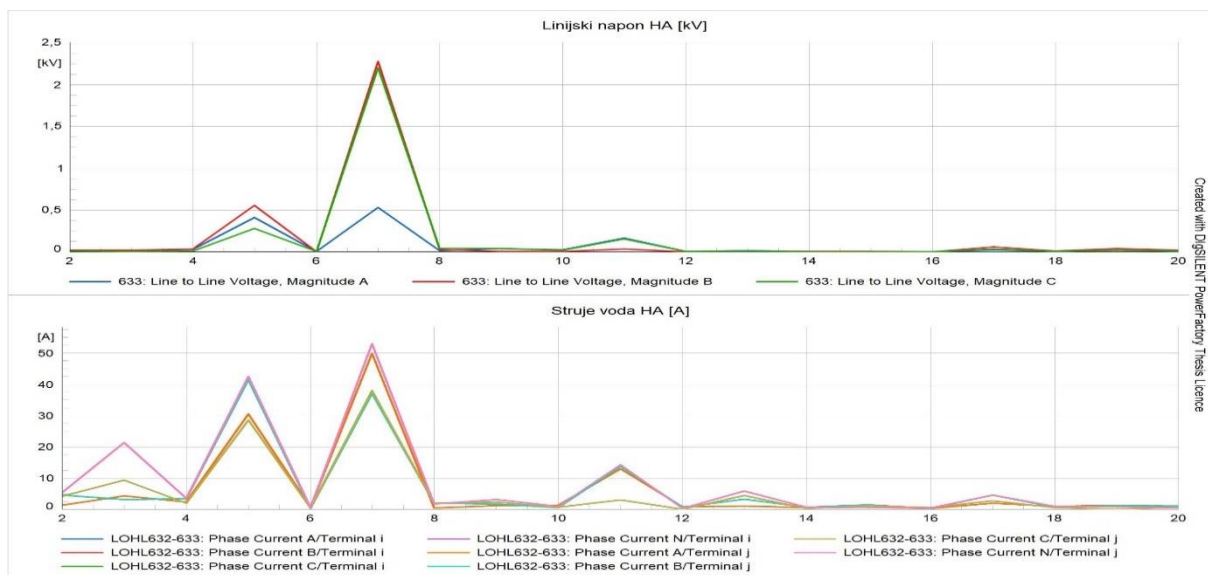 Linijski napon HA [kV]
2,5
[kV]
2
1,5
1
0,5
0
2 4 6 8 10 12 14 16 18 20
633: Line to Line Voltage, Magnitude A 633: Line to Line Voltage, Magnitude B 633: Line to Line Voltage, Magnitude C
Struje voda HA [A]
[A]
50
40
30
20
10
0
2 4 6 8 10 12 14 16 18 20
LOHL632-633: Phase Current A/Terminal i LOHL632-633: Phase Current N/Terminal i LOHL632-633: Phase Current C/Terminal j
LOHL632-633: Phase Current B/Terminal i LOHL632-633: Phase Current A/Terminal j LOHL632-633: Phase Current N/Terminal j
LOHL632-633: Phase Current C/Terminal i LOHL632-633: Phase Current B/Terminal j
Created with DIgSILENT PowerFactory Thesis Licence